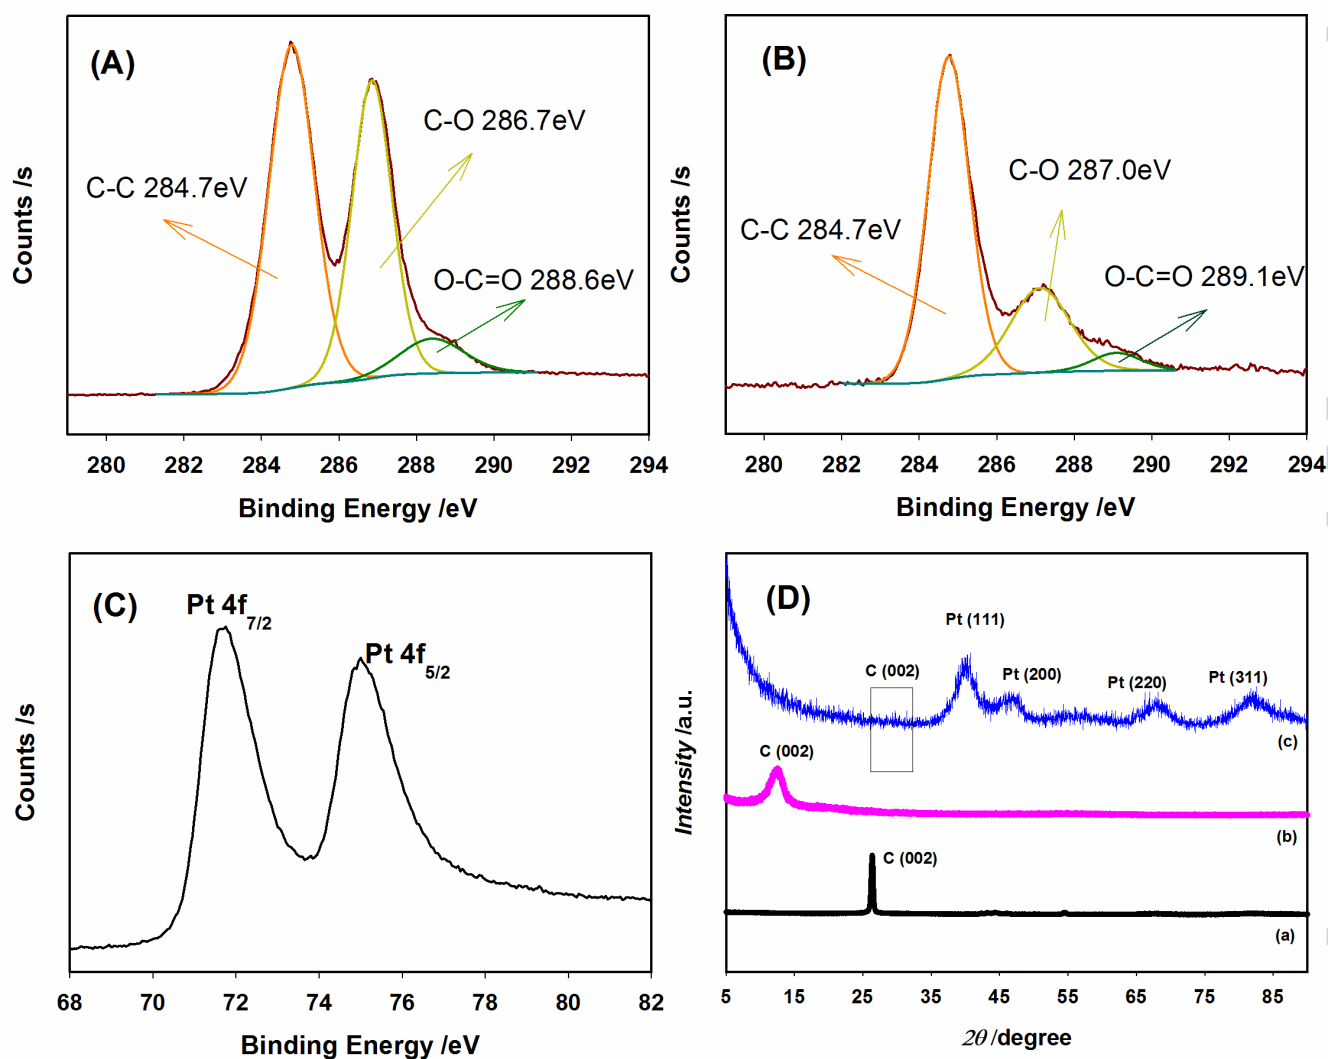 (A)
C-O 286.7eV
C-C 284.7eV
O-C=O 288.6eV
Counts /s
280 282 284 286 288 290 292 294
Binding Energy /eV
(B)
C-O 287.0eV
C-C 284.7eV
O-C=O 289.1eV
Counts /s
280 282 284 286 288 290 292 294
Binding Energy /eV
(C)
Pt 4f7/2
Pt 4f5/2
Counts /s
68 70 72 74 76 78 80 82
Binding Energy /eV
(D)
Pt (111)
C (002)
Pt (200)
Pt (220)
Pt (311)
(c)
C (002)
(b)
C (002)
(a)
Intensity /a.u.
5 15 25 35 45 55 65 75 85
2θ /degree